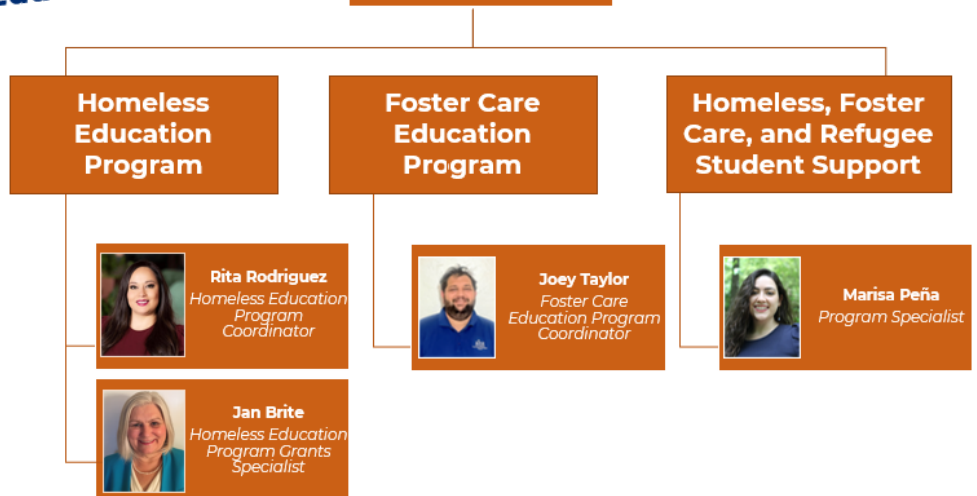 Homeless
Education
Program
Foster Care
Education
Program
Homeless, Foster
Care, and Refugee
Student Support
Rita Rodriguez
Homeless Education
Program
Coordinator
Joey Taylor
Foster Care
Education Program
Coordinator
Marisa Peña
Program Specialist
Jan Brite
Homeless Education
Program Grants
Specialist